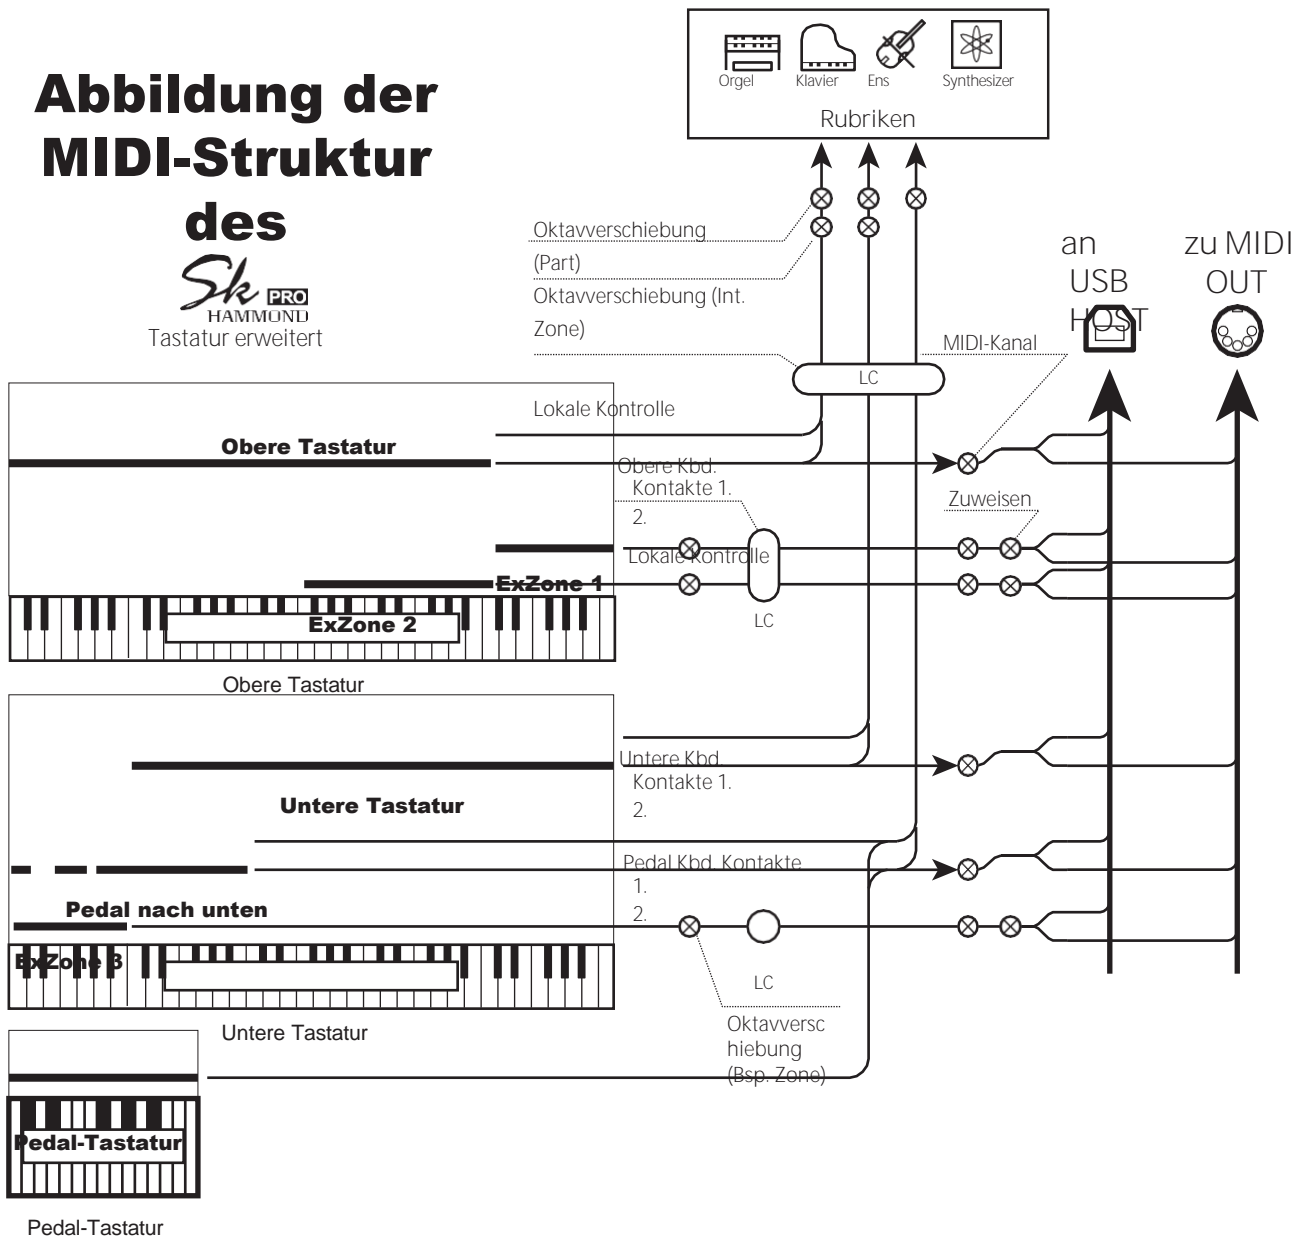 Orgel Klavier Ens Synthesizer
Rubriken
Abbildung der
MIDI-Struktur
des
Sk PRO
HAMMOND
Tastatur erweitert
Oktavverschiebung
(Part)
Oktavverschiebung (Int.
Zone)
an
USB
HOST
zu MIDI
OUT
MIDI-Kanal
LC
Lokale Kontrolle
Obere Tastatur
Obere Kbd.
Kontakte 1.
2.
Zuweisen
Lokale Kontrolle
ExZone 1
LC
ExZone 2
Obere Tastatur
Untere Kbd.
Kontakte 1.
2.
Untere Tastatur
Pedal Kbd. Kontakte
1.
2.
Pedal nach unten
ExZone 3
LC
Untere Tastatur
Oktavversc
hiebung
(Bsp. Zone)
Pedal-Tastatur
Pedal-Tastatur